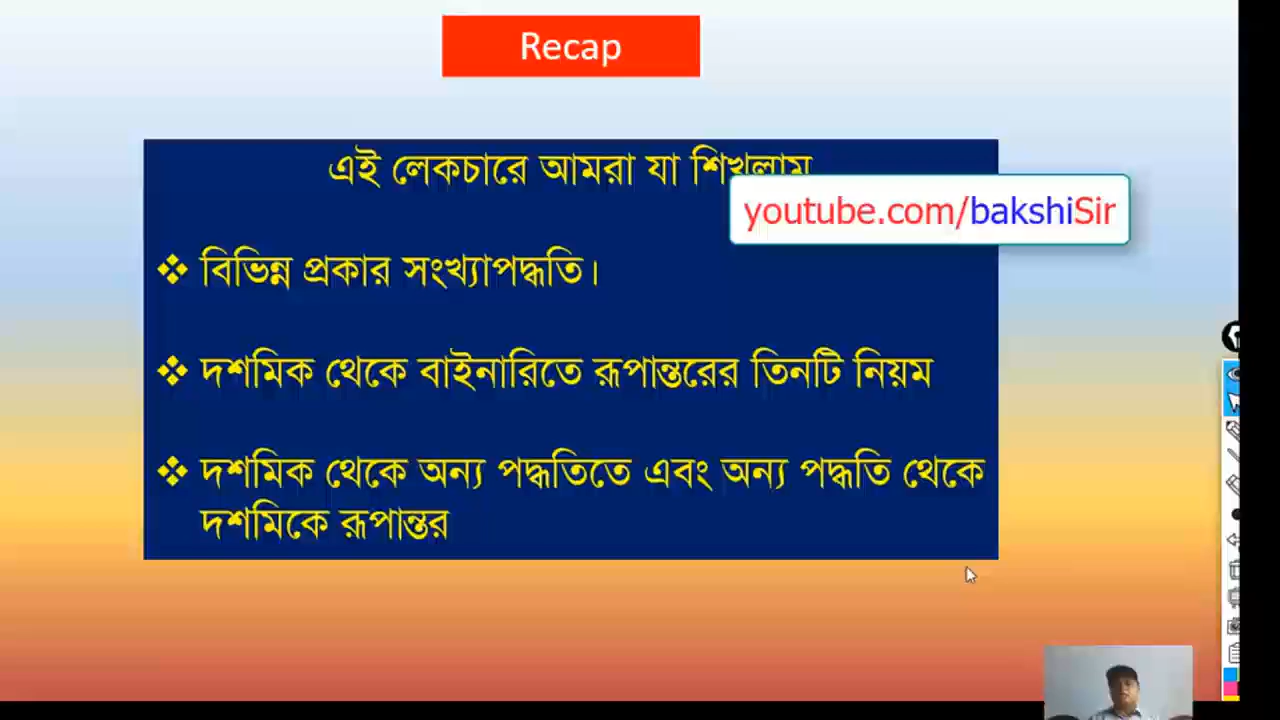 Recap
এই লেকচারে আমরা যা শিখলাম
youtube.com/bakshiSir
❖ বিভিন্ন প্রকার সংখ্যাপদ্ধতি।
❖ দশমিক থেকে বাইনারিতে রূপান্তরের তিনটি নিয়ম
❖ দশমিক থেকে অন্য পদ্ধতিতে এবং অন্য পদ্ধতি থেকে
দশমিকে রূপান্তর